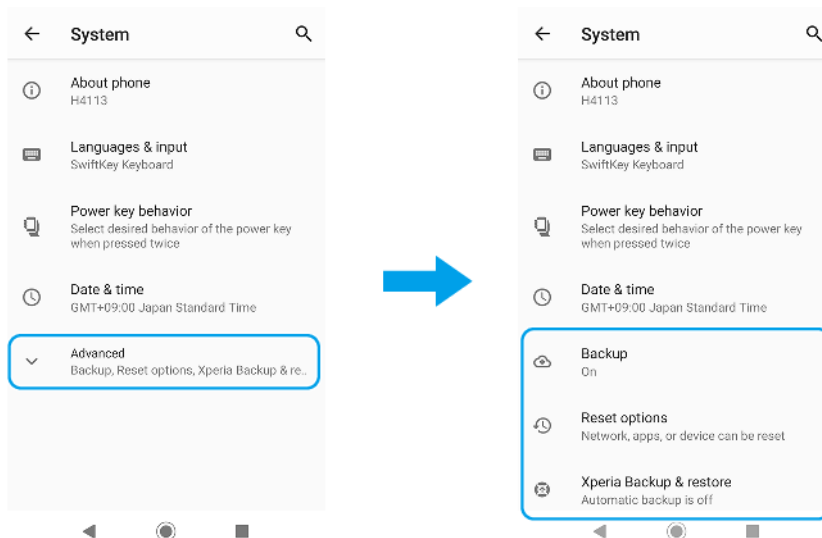 System
About phone
H4113
Languages & input
SwiftKey Keyboard
Power key behavior
Select desired behavior of the power key
when pressed twice
Date & time
GMT+09:00 Japan Standard Time
Advanced
Backup, Reset options, Xperia Backup & re..
System
About phone
H4113
Languages & input
SwiftKey Keyboard
Power key behavior
Select desired behavior of the power key
when pressed twice
Date & time
GMT+09:00 Japan Standard Time
Backup
On
Reset options
Network, apps, or device can be reset
Xperia Backup & restore
Automatic backup is off